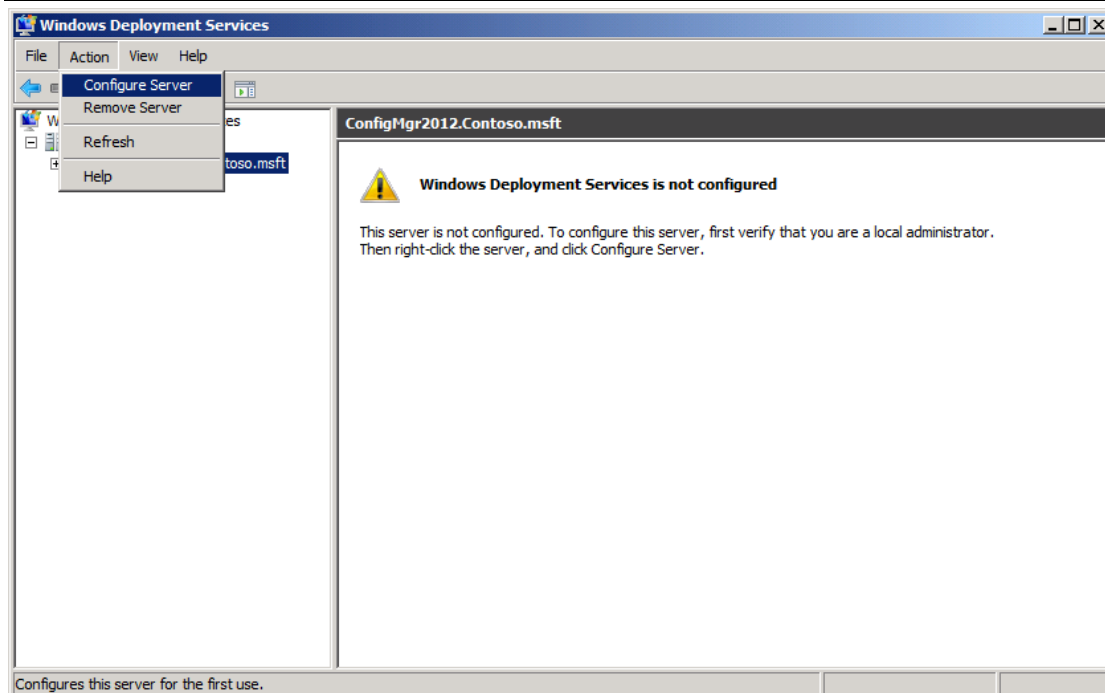 Windows Deployment Services
File Action View Help
Configure Server
Remove Server
Refresh
Help
es
toso.msft
ConfigMgr2012.Contoso.msft
Windows Deployment Services is not configured
This server is not configured. To configure this server, first verify that you are a local administrator.
Then right-click the server, and click Configure Server.
Configures this server for the first use.